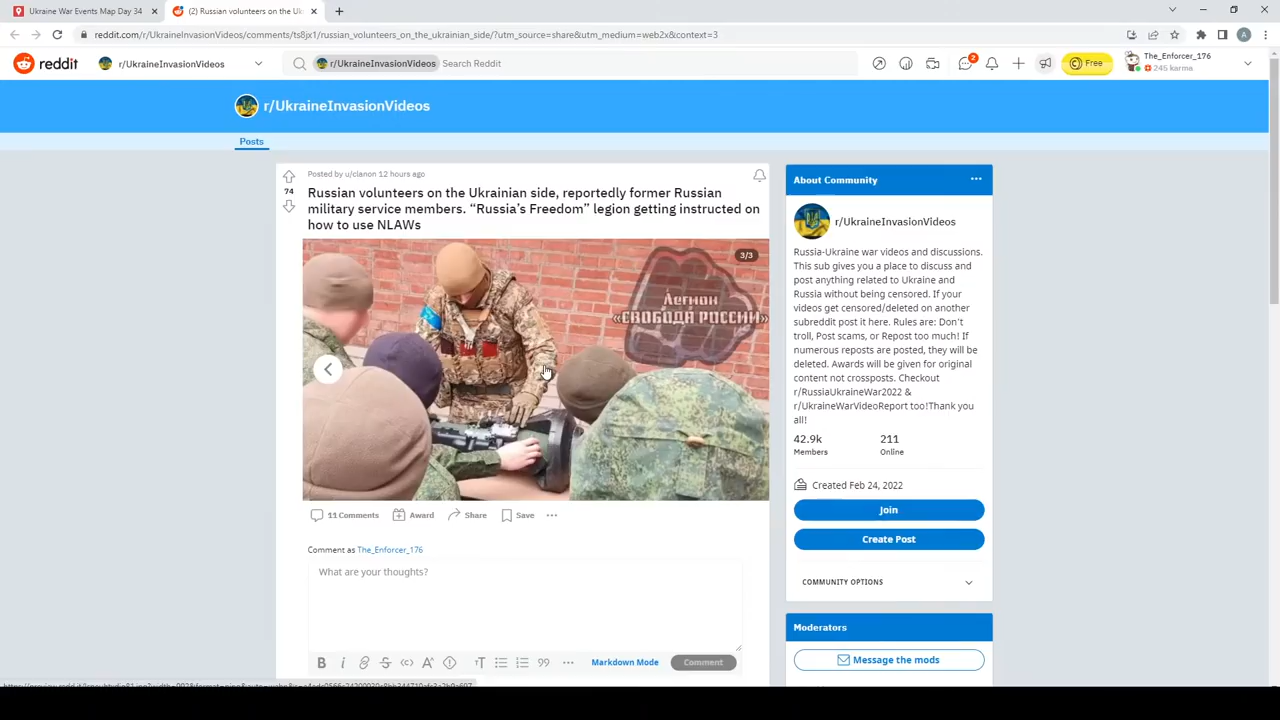 Ukraine War Events Map Day 34
(2) Russian volunteers on the Uk
reddit.com/r/UkraineInvasionVideos/comments/ts8jx1/russian_volunteers_on_the_ukrainian_side/?utm_source=share&utm_medium=web2x&context=3
A
reddit
r/UkraineInvasionVideos
r/UkraineInvasionVideos
Search Reddit
2
Free
The_Enforcer_176
245 karma
r/UkraineInvasionVideos
Posts
Posted by u/clanon 12 hours ago
74
Russian volunteers on the Ukrainian side, reportedly former Russian
military service members. “Russia’s Freedom” legion getting instructed on
how to use NLAWs
3/3
Легион
«СВОБОДА РОССИИ»
11 Comments
Award
Share
Save
Comment as The_Enforcer_176
What are your thoughts?
Markdown Mode
Comment
About Community
r/UkraineInvasionVideos
Russia-Ukraine war videos and discussions.
This sub gives you a place to discuss and
post anything related to Ukraine and
Russia without being censored. If your
videos get censored/deleted on another
subreddit post it here. Rules are: Don't
troll, Post scams, or Repost too much! If
numerous reposts are posted, they will be
deleted. Awards will be given for original
content not crossposts. Checkout
r/RussiaUkraineWar2022 &
r/UkraineWarVideoReport too!Thank you
all!
42.9k
211
Members
Online
Created Feb 24, 2022
Join
Create Post
COMMUNITY OPTIONS
Moderators
Message the mods